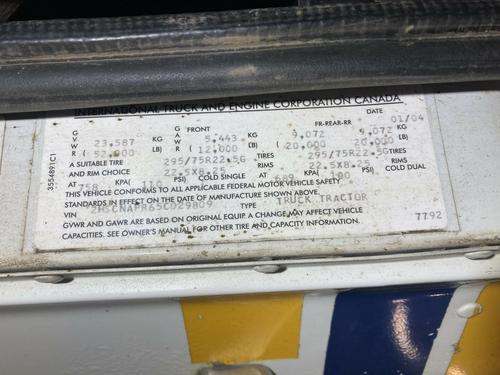 INTERNATIONAL TRUCK AND ENGINE CORPORATION CANADA
DATE 01/04
G FRONT G FR-REAR-RR
V 23,587 KG A 5,443 KG 9,072 9,072 KG
W W
R ( 52,000 LB) R ( 12,000 LB) ( 20,000 20,000 LB)
A SUITABLE TIRE 295/75R22.5G TIRES 295/75R22.5G TIRES
AND RIM CHOICE 22.5X8.25 RIMS 22.5X8.25 RIMS
758 KPA( 110 PSI) COLD SINGLE 689 KPA( 100 PSI) COLD DUAL
THIS VEHICLE CONFORMS TO ALL APPLICABLE FEDERAL MOTOR VEHICLE SAFETY
STANDARDS IN EFFECT ON THE DATE OF MANUFACTURE SHOWN ABOVE.
VIN 2HSCNAPR65C029809 TRUCK TRACTOR
GVWR AND GAWR ARE BASED ON ORIGINAL EQUIP A CHANGE MAY AFFECT VEHICLE
CAPACITIES. SEE OWNER'S MANUAL FOR OTHER TIRE AND CAPACITY INFORMATION.
7792
3554891C1